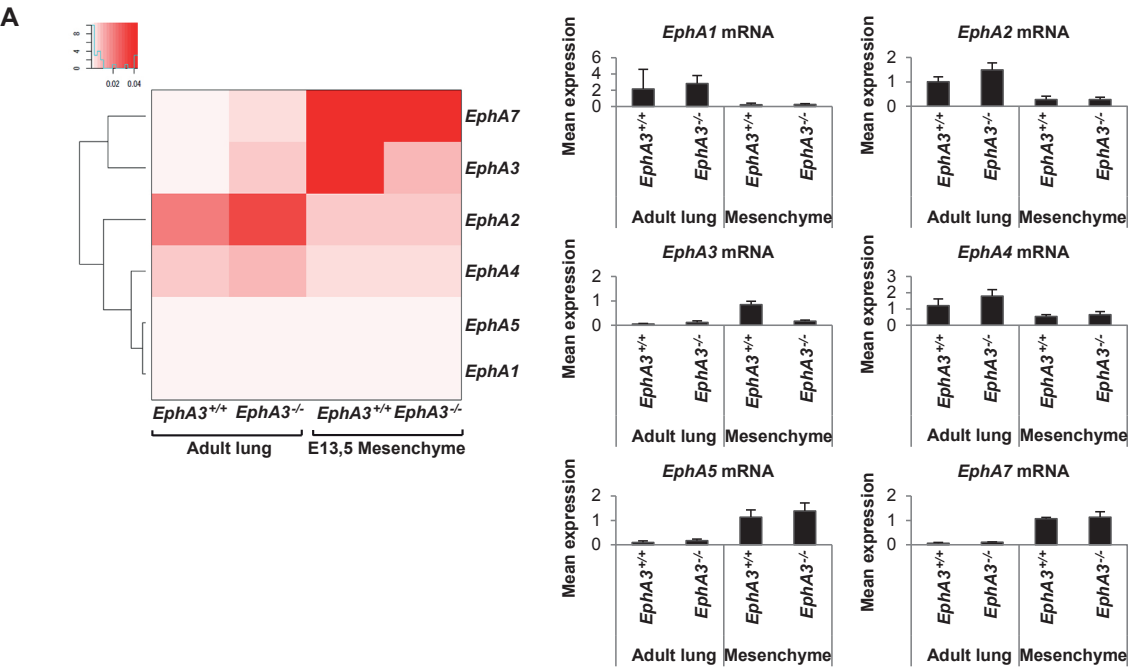 A
0 4 8
0.02 0.04
EphA7
EphA3
EphA2
EphA4
EphA5
EphA1
EphA3+/+ EphA3-/- EphA3+/+ EphA3-/-
Adult lung E13,5 Mesenchyme
EphA1 mRNA
Mean expression
6
4
2
0
EphA3+/+ EphA3-/- EphA3+/+ EphA3-/-
Adult lung Mesenchyme
EphA2 mRNA
Mean expression
2
1
0
EphA3+/+ EphA3-/- EphA3+/+ EphA3-/-
Adult lung Mesenchyme
EphA3 mRNA
Mean expression
2
1
0
EphA3+/+ EphA3-/- EphA3+/+ EphA3-/-
Adult lung Mesenchyme
EphA4 mRNA
Mean expression
3
2
1
0
EphA3+/+ EphA3-/- EphA3+/+ EphA3-/-
Adult lung Mesenchyme
EphA5 mRNA
Mean expression
2
1
0
EphA3+/+ EphA3-/- EphA3+/+ EphA3-/-
Adult lung Mesenchyme
EphA7 mRNA
Mean expression
2
1
0
EphA3+/+ EphA3-/- EphA3+/+ EphA3-/-
Adult lung Mesenchyme